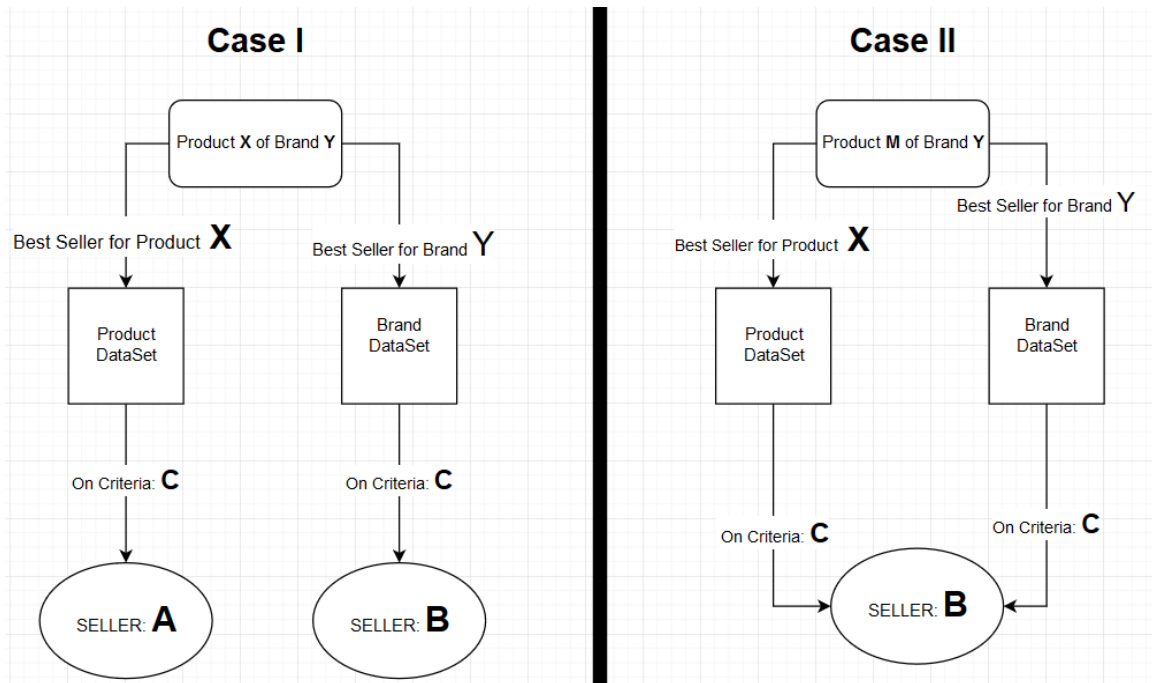 Case I
Product X of Brand Y
Best Seller for Product X
Best Seller for Brand Y
Product
DataSet
Brand
DataSet
On Criteria: C
On Criteria: C
SELLER: A
SELLER: B
Case II
Product M of Brand Y
Best Seller for Brand Y
Best Seller for Product X
Product
DataSet
Brand
DataSet
On Criteria: C
On Criteria: C
SELLER: B